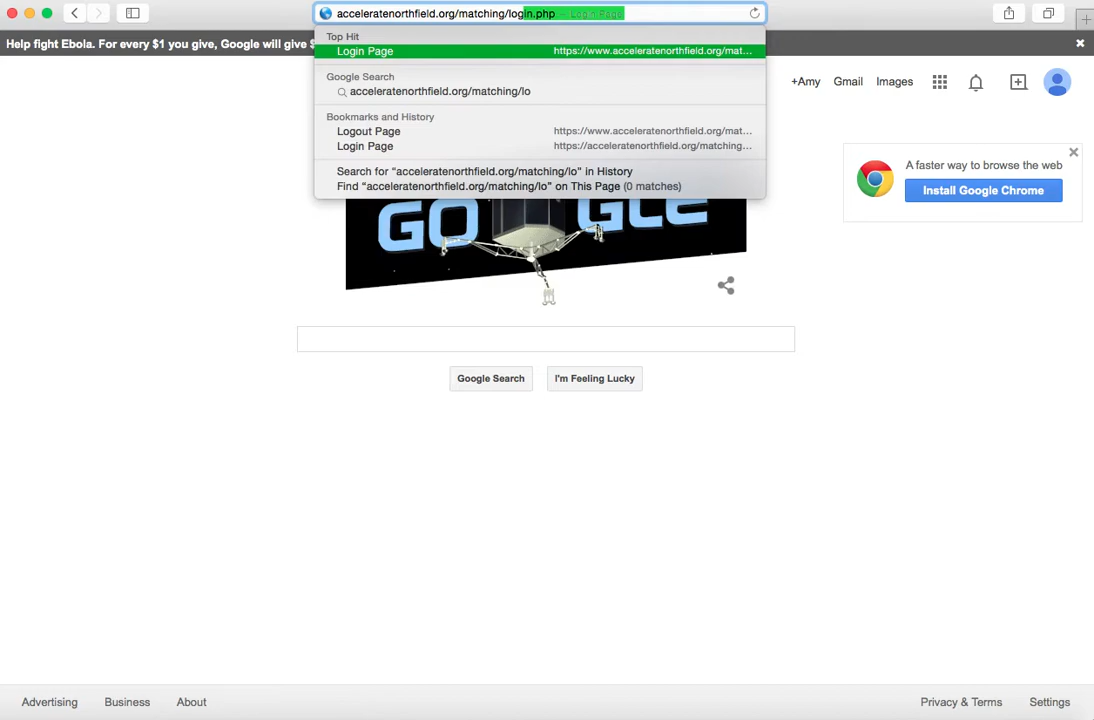 acceleratenorthfield.org/matching/login.php — Login Page
Help fight Ebola. For every $1 you give, Google will give $
Top Hit
Login Page https://www.acceleratenorthfield.org/mat...
Google Search
acceleratenorthfield.org/matching/lo
Bookmarks and History
Logout Page https://www.acceleratenorthfield.org/mat...
Login Page https://acceleratenorthfield.org/matching...
Search for “acceleratenorthfield.org/matching/lo” in History
Find “acceleratenorthfield.org/matching/lo” on This Page (0 matches)
+Amy Gmail Images
A faster way to browse the web
Install Google Chrome
GO GLE
Google Search I'm Feeling Lucky
Advertising Business About Privacy & Terms Settings